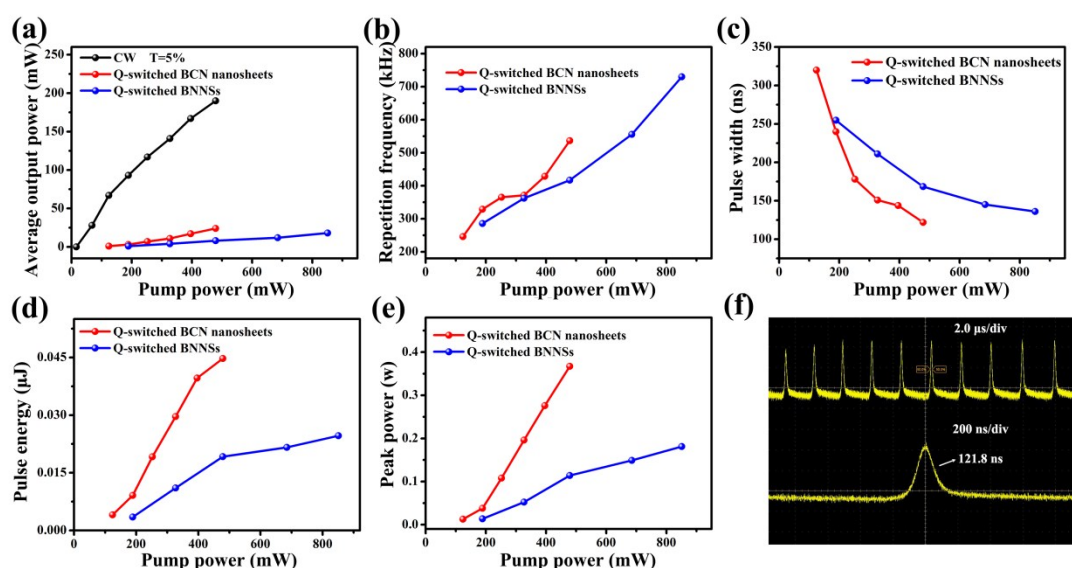 (a)
CW T=5%
Q-switched BCN nanosheets
Q-switched BNNSs
Average output power (mW)
250
200
150
100
50
0
0 200 400 600 800
Pump power (mW)
(b)
Q-switched BCN nanosheets
Q-switched BNNSs
Repetition frequency (kHz)
800
700
600
500
400
300
200
0 200 400 600 800
Pump power (mW)
(c)
Q-switched BCN nanosheets
Q-switched BNNSs
Pulse width (ns)
350
300
250
200
150
100
0 200 400 600 800
Pump power (mW)
(d)
Q-switched BCN nanosheets
Q-switched BNNSs
Pulse energy (μJ)
0.045
0.030
0.015
0.000
0 200 400 600 800
Pump power (mW)
(e)
Q-switched BCN nanosheets
Q-switched BNNSs
Peak power (w)
0.4
0.3
0.2
0.1
0.0
0 200 400 600 800
Pump power (mW)
(f)
2.0 μs/div
200 ns/div
121.8 ns